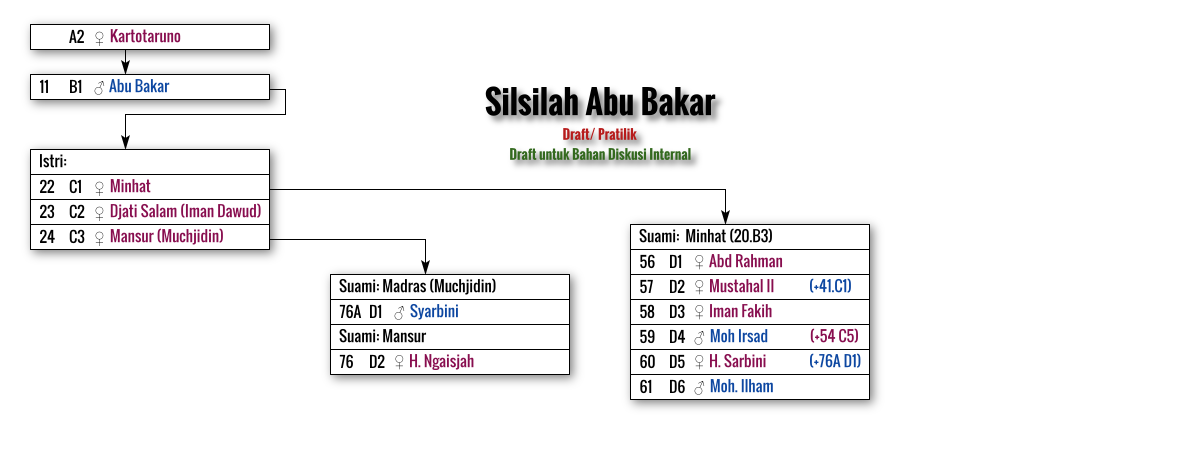 A2 ♀ Kartotaruno
11 B1 ♂ Abu Bakar
Silsilah Abu Bakar
Draft/ Pratilik
Draft untuk Bahan Diskusi Internal
Istri:
22 C1 ♀ Minhat
23 C2 ♀ Djati Salam (Iman Dawud)
24 C3 ♀ Mansur (Muchjidin)
Suami: Madras (Muchjidin)
76A D1 ♂ Syarbini
Suami: Mansur
76 D2 ♀ H. Ngaisjah
Suami: Minhat (20.B3)
56 D1 ♀ Abd Rahman
57 D2 ♀ Mustahal II (+41.C1)
58 D3 ♀ Iman Fakih
59 D4 ♂ Moh Irsad (+54 C5)
60 D5 ♀ H. Sarbini (+76A D1)
61 D6 ♂ Moh. Ilham